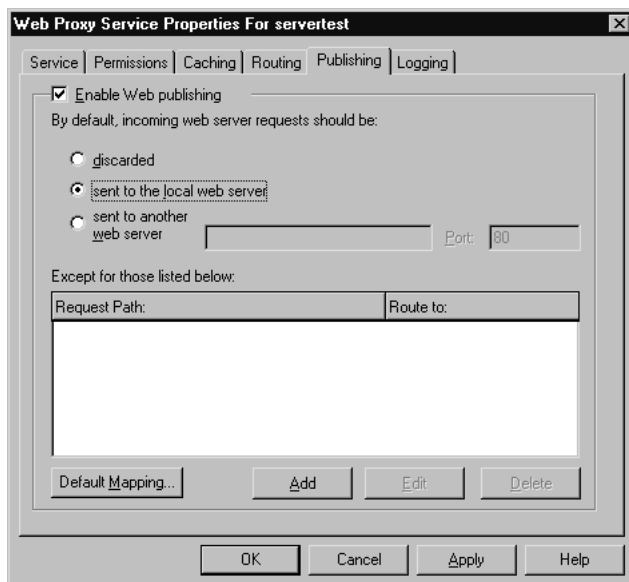 Web Proxy Service Properties For servertest
Service Permissions Caching Routing Publishing Logging
Enable Web publishing
By default, incoming web server requests should be:
discarded
sent to the local web server
sent to another
web server Port: 80
Except for those listed below:
Request Path: Route to:
Default Mapping... Add Edit Delete
OK Cancel Apply Help